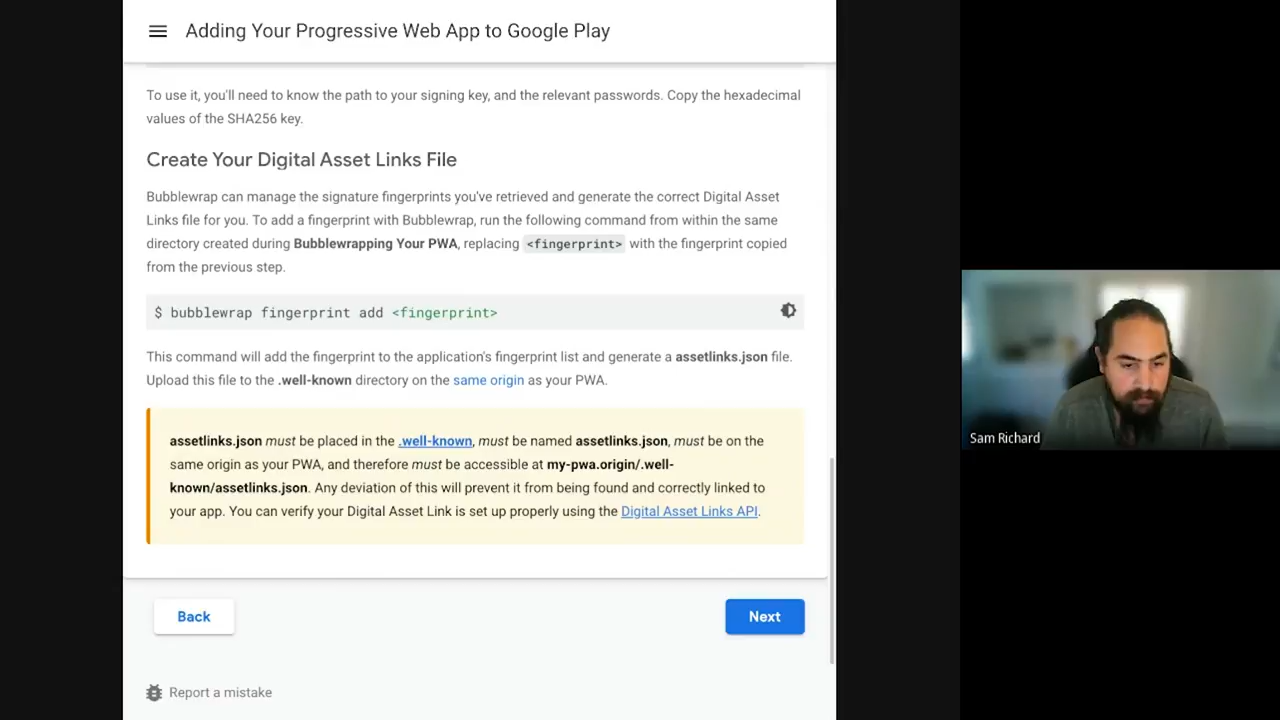 Adding Your Progressive Web App to Google Play
To use it, you'll need to know the path to your signing key, and the relevant passwords. Copy the hexadecimal
values of the SHA256 key.
Create Your Digital Asset Links File
Bubblewrap can manage the signature fingerprints you've retrieved and generate the correct Digital Asset
Links file for you. To add a fingerprint with Bubblewrap, run the following command from within the same
directory created during Bubblewrapping Your PWA, replacing <fingerprint> with the fingerprint copied
from the previous step.
$ bubblewrap fingerprint add <fingerprint>
This command will add the fingerprint to the application's fingerprint list and generate a assetlinks.json file.
Upload this file to the .well-known directory on the same origin as your PWA.
assetlinks.json must be placed in the .well-known, must be named assetlinks.json, must be on the
same origin as your PWA, and therefore must be accessible at my-pwa.origin/.well-
known/assetlinks.json. Any deviation of this will prevent it from being found and correctly linked to
your app. You can verify your Digital Asset Link is set up properly using the Digital Asset Links API.
Back
Next
Report a mistake
Sam Richard